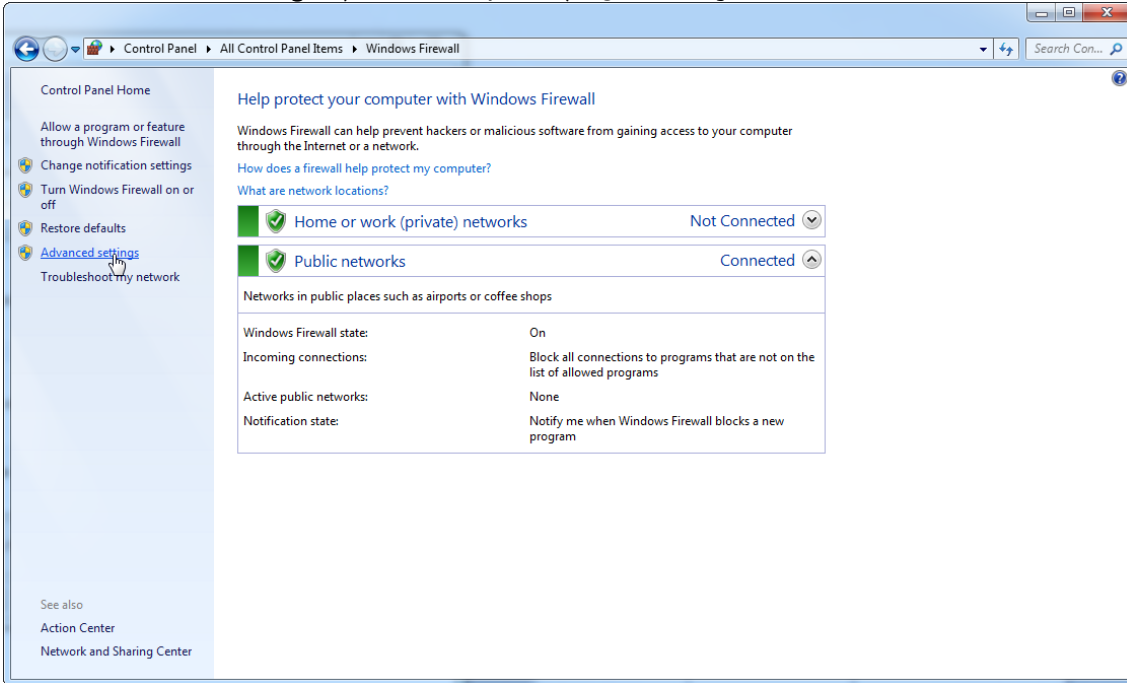 Control Panel ▸ All Control Panel Items ▸ Windows Firewall
Search Con...
Control Panel Home
Allow a program or feature
through Windows Firewall
Change notification settings
Turn Windows Firewall on or
off
Restore defaults
Advanced settings
Troubleshoot my network
See also
Action Center
Network and Sharing Center
Help protect your computer with Windows Firewall
Windows Firewall can help prevent hackers or malicious software from gaining access to your computer
through the Internet or a network.
How does a firewall help protect my computer?
What are network locations?
Home or work (private) networks Not Connected
Public networks Connected
Networks in public places such as airports or coffee shops
Windows Firewall state: On
Incoming connections: Block all connections to programs that are not on the
list of allowed programs
Active public networks: None
Notification state: Notify me when Windows Firewall blocks a new
program